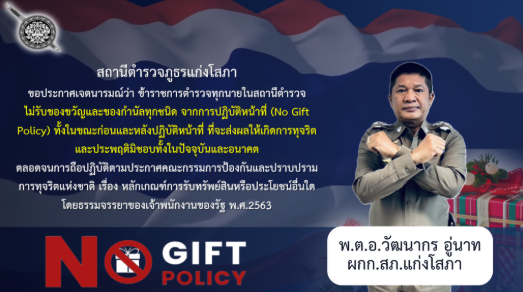 สถานีตำรวจภูธรแก่งโสภา
ขอประกาศเจตนารมณ์ว่า ข้าราชการตำรวจทุกนายในสถานีตำรวจ
ไม่รับของขวัญและของกำนัลทุกชนิด จากการปฏิบัติหน้าที่ (No Gift
Policy) ทั้งในขณะก่อนและหลังปฏิบัติหน้าที่ ที่จะส่งผลให้เกิดการทุจริต
และประพฤติมิชอบทั้งในปัจจุบันและอนาคต
ตลอดจนการถือปฏิบัติตามประกาศคณะกรรมการป้องกันและปราบปราม
การทุจริตแห่งชาติ เรื่อง หลักเกณฑ์การรับทรัพย์สินหรือประโยชน์อื่นใด
โดยธรรมจรรยาของเจ้าพนักงานของรัฐ พ.ศ.2563
NO GIFT
POLICY
พ.ต.อ.วัฒนากร อู่นาท
ผกก.สภ.แก่งโสภา